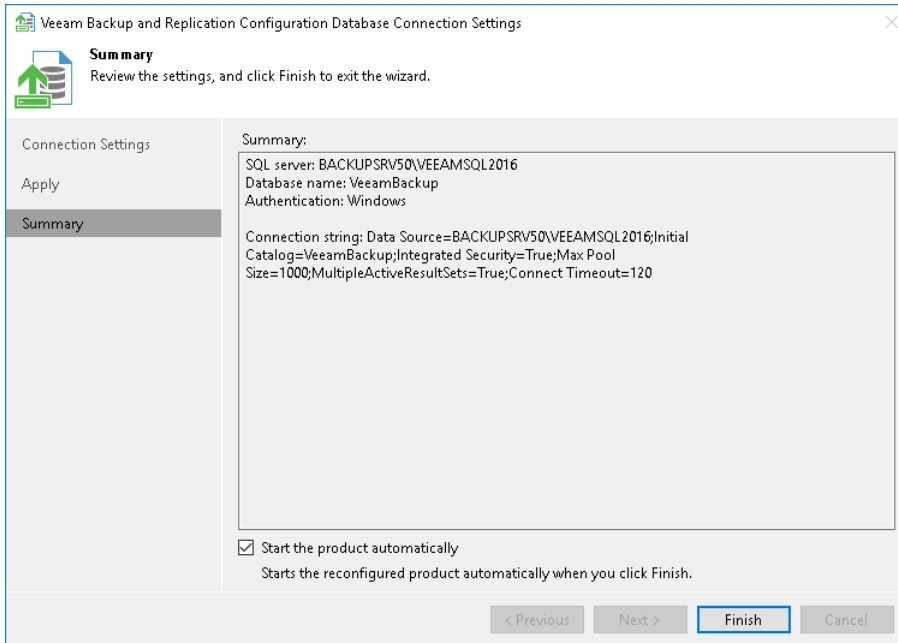 Veeam Backup and Replication Configuration Database Connection Settings
Summary
Review the settings, and click Finish to exit the wizard.
Connection Settings
Apply
Summary
Summary:
SQL server: BACKUPSRV50\VEEAMSQL2016
Database name: VeeamBackup
Authentication: Windows
Connection string: Data Source=BACKUPSRV50\VEEAMSQL2016;Initial
Catalog=VeeamBackup;Integrated Security=True;Max Pool
Size=1000;MultipleActiveResultSets=True;Connect Timeout=120
Start the product automatically
Starts the reconfigured product automatically when you click Finish.
< Previous Next > Finish Cancel